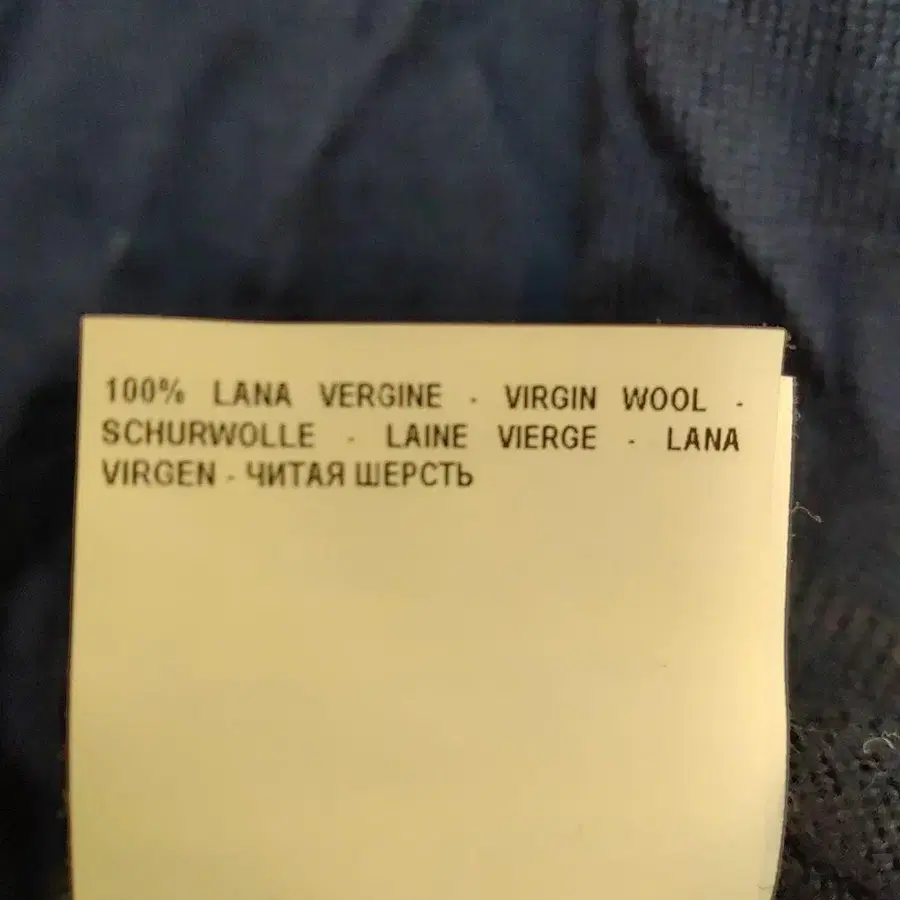 100% LANA VERGINE - VIRGIN WOOL -
SCHURWOLLE - LAINE VIERGE - LANA
VIRGEN - ЧИТАЯ ШЕРСТЬ